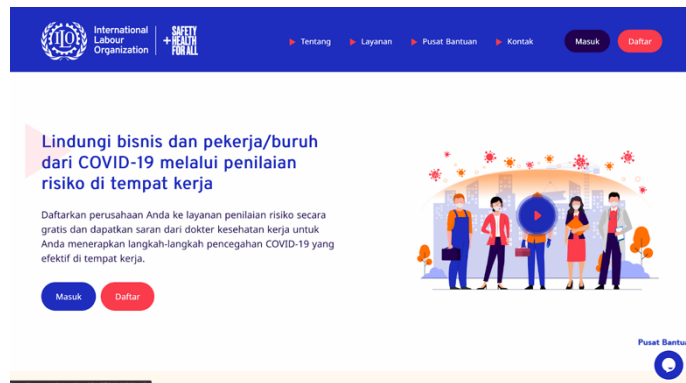 International
Labour
Organization
SAFETY
+ HEALTH
FOR ALL
Tentang
Layanan
Pusat Bantuan
Kontak
Masuk
Daftar
Lindungi bisnis dan pekerja/buruh
dari COVID-19 melalui penilaian
risiko di tempat kerja
Daftarkan perusahaan Anda ke layanan penilaian risiko secara
gratis dan dapatkan saran dari dokter kesehatan kerja untuk
Anda menerapkan langkah-langkah pencegahan COVID-19 yang
efektif di tempat kerja.
Masuk
Daftar
Pusat Bantua